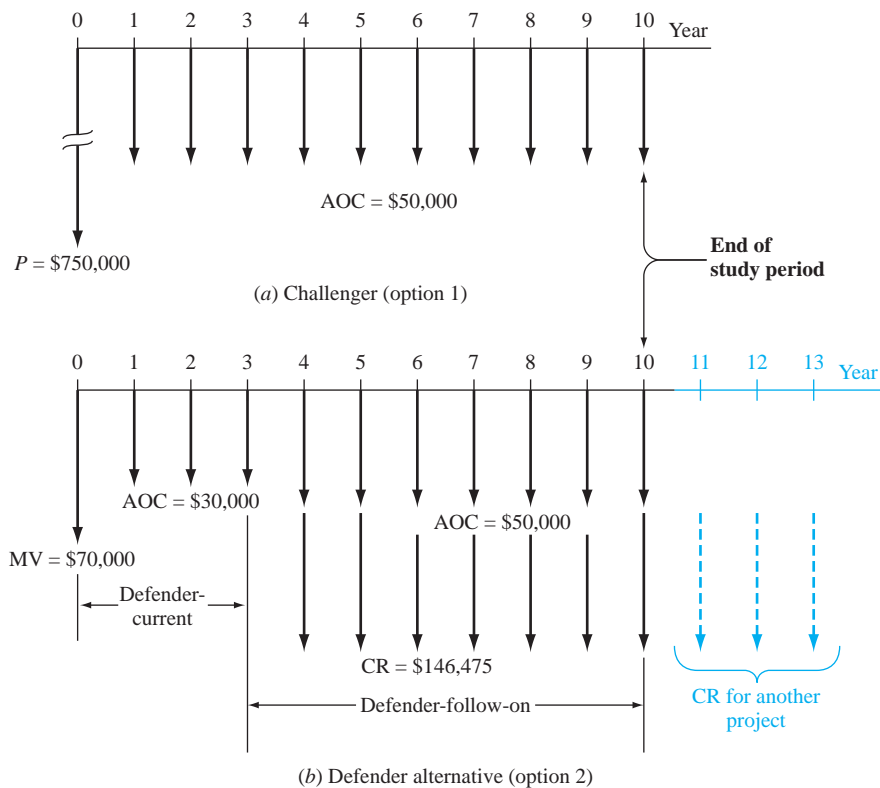 0 1 2 3 4 5 6 7 8 9 10 Year
AOC = $50,000
P = $750,000
End of
study period
(a) Challenger (option 1)
0 1 2 3 4 5 6 7 8 9 10 11 12 13 Year
AOC = $30,000
AOC = $50,000
MV = $70,000
Defender-
current
CR = $146,475
Defender-follow-on
CR for another
project
(b) Defender alternative (option 2)